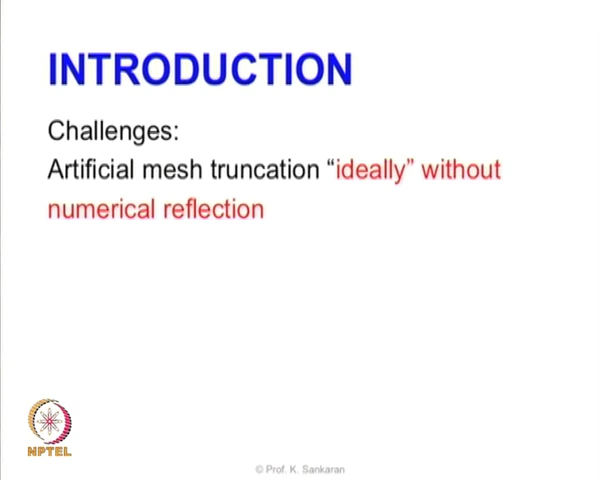 INTRODUCTION
Challenges:
Artificial mesh truncation “ideally” without
numerical reflection
NPTEL
© Prof. K. Sankaran